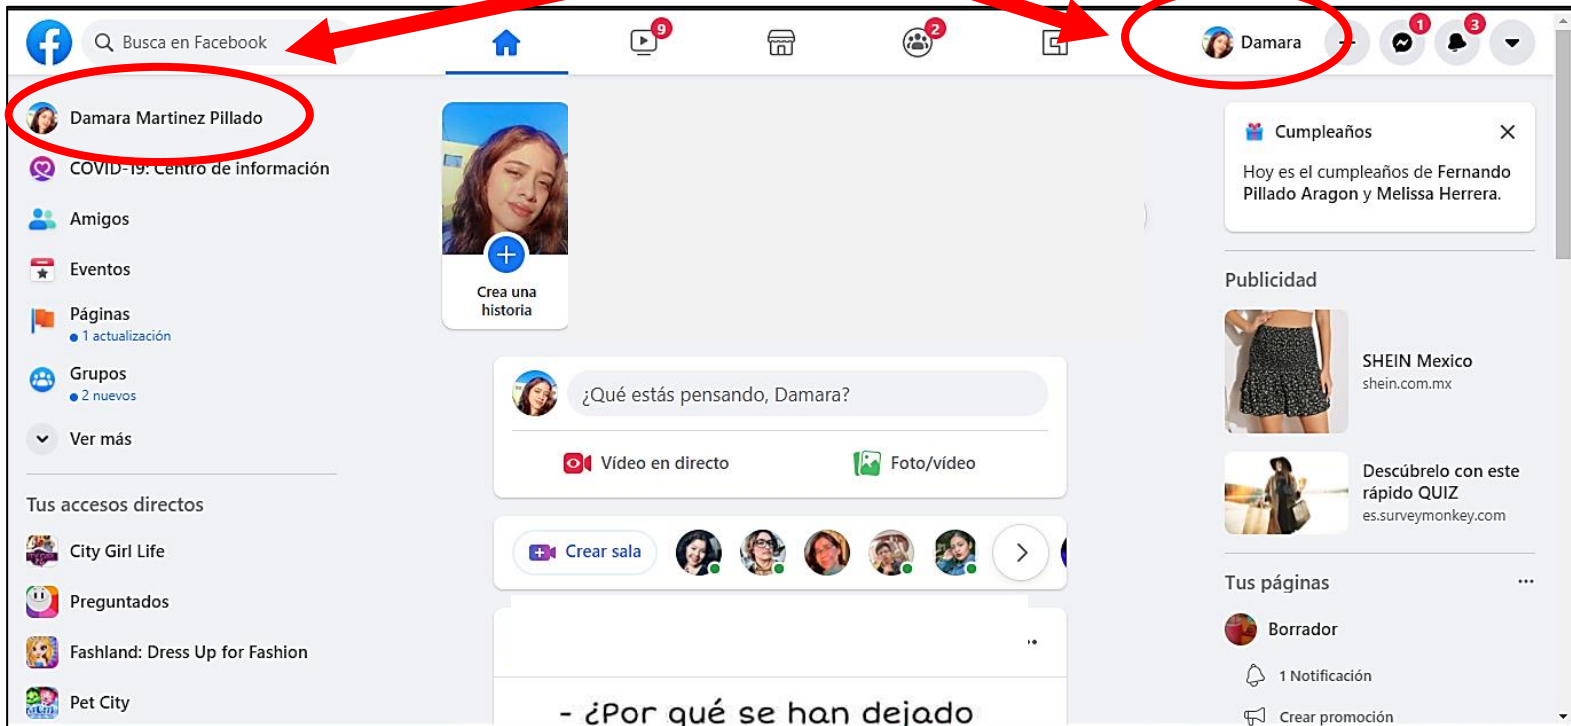 Busca en Facebook
9
2
Damara
1
3
Damara Martinez Pillado
COVID-19: Centro de información
Amigos
Eventos
Páginas
1 actualización
Grupos
2 nuevos
Ver más
Tus accesos directos
City Girl Life
Preguntados
Fashland: Dress Up for Fashion
Pet City
Crea una
historia
¿Qué estás pensando, Damara?
Vídeo en directo
Foto/vídeo
Crear sala
- ¿Por qué se han dejado
Cumpleaños
Hoy es el cumpleaños de Fernando
Pillado Aragon y Melissa Herrera.
Publicidad
SHEIN Mexico
shein.com.mx
Descúbrelo con este
rápido QUIZ
es.surveymonkey.com
Tus páginas
Borrador
1 Notificación
Crear promoción